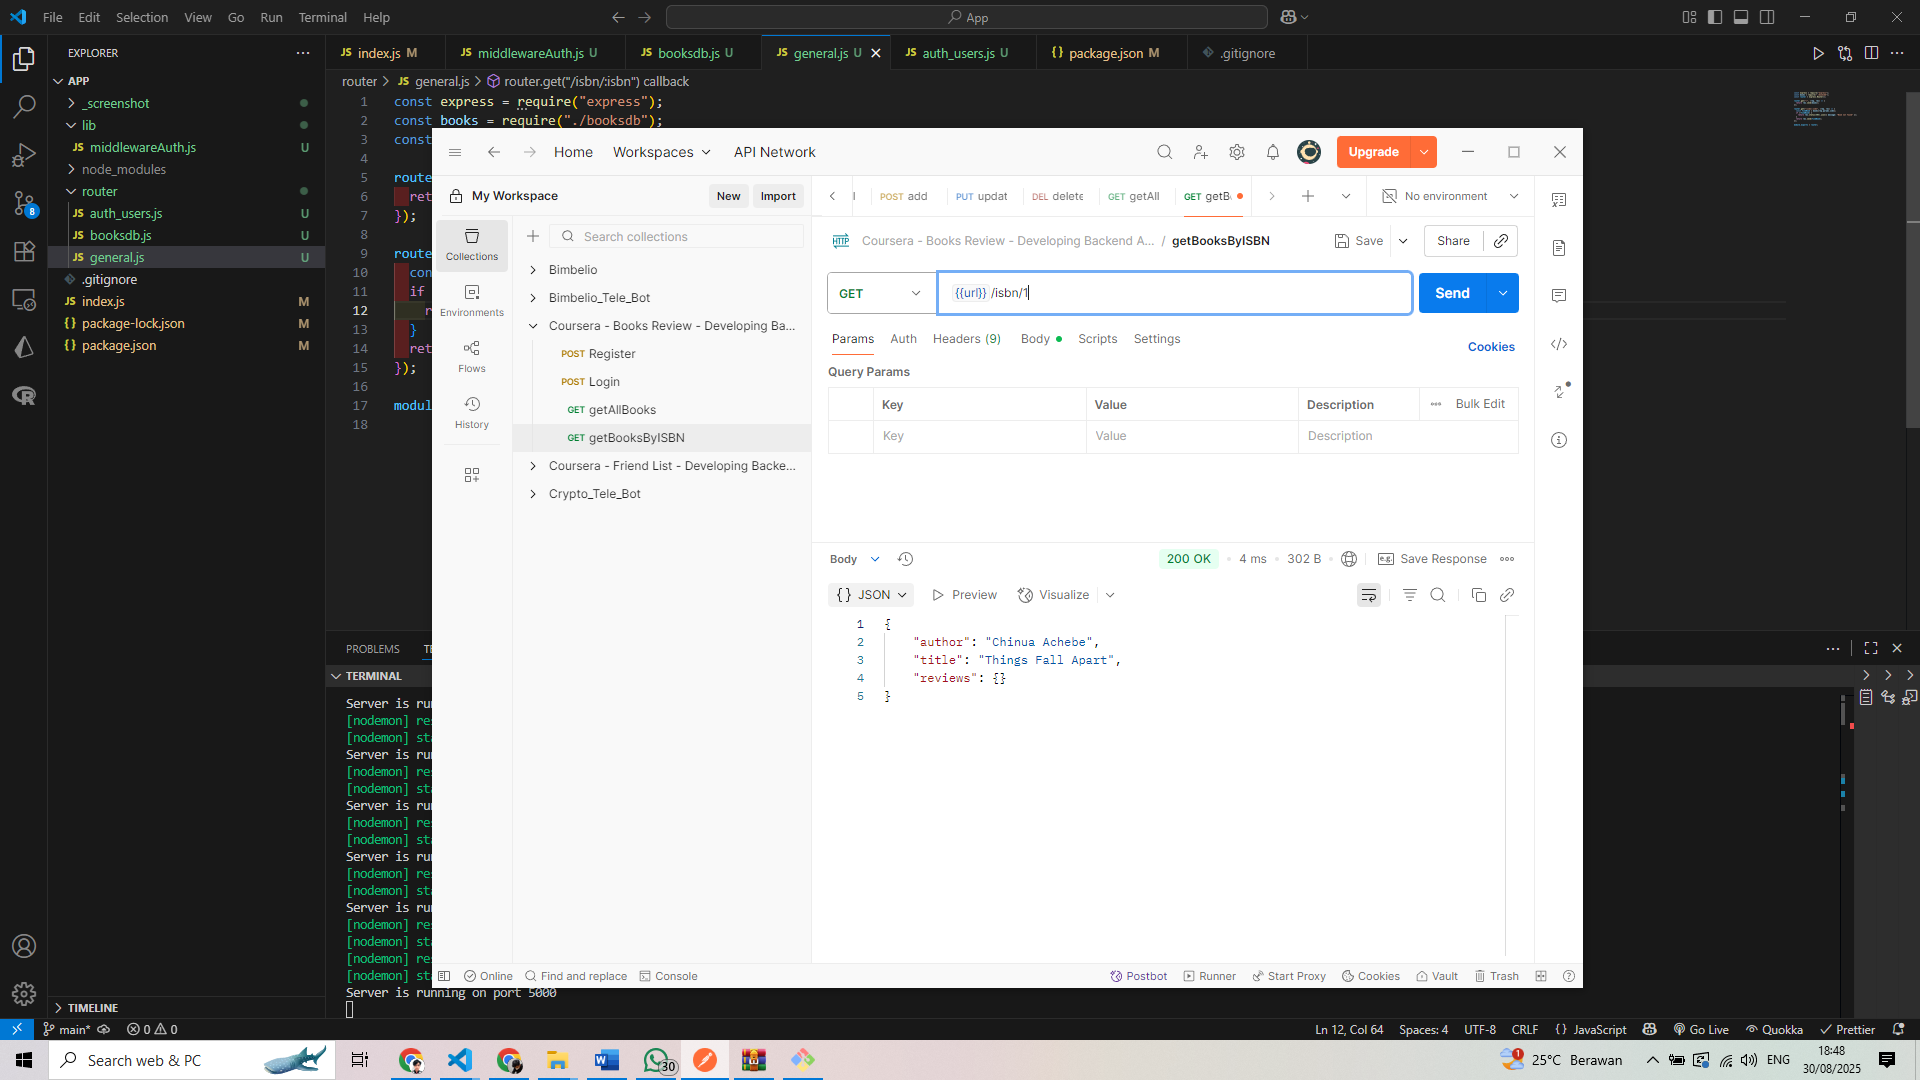 File Edit Selection View Go Run Terminal Help
App
EXPLORER
index.js M
middlewareAuth.js U
booksdb.js U
general.js U
auth_users.js U
package.json M
.gitignore
APP
_screenshot
lib
middlewareAuth.js U
node_modules
router
auth_users.js U
booksdb.js U
general.js U
.gitignore
index.js M
package-lock.json M
package.json M
router > general.js > router.get("/isbn/:isbn") callback
1 const express = require("express");
2 const books = require("./booksdb");
3 const
4
5 route
6 ret
7 });
8
9 route
10 con
11 if
12 r
13 }
14 ret
15 });
16
17 modul
18
Home Workspaces API Network
Upgrade
My Workspace
New Import
POST add
PUT updat
DEL delete
GET getAll
GET getB
No environment
Collections
Environments
Flows
History
Search collections
Bimbelio
Bimbelio_Tele_Bot
Coursera - Books Review - Developing Ba...
POST Register
POST Login
GET getAllBooks
GET getBooksByISBN
Coursera - Friend List - Developing Backe...
Crypto_Tele_Bot
HTTP Coursera - Books Review - Developing Backend A... / getBooksByISBN
Save Share
GET {{url}} /isbn/1
Send
Params Auth Headers (9) Body Scripts Settings
Cookies
Query Params
Key Value Description Bulk Edit
Key Value Description
Body 200 OK 4 ms 302 B Save Response
{} JSON Preview Visualize
1 {
2 "author": "Chinua Achebe",
3 "title": "Things Fall Apart",
4 "reviews": {}
5 }
Online Find and replace Console
Postbot Runner Start Proxy Cookies Vault Trash
PROBLEMS TE
TERMINAL
Server is ru
[nodemon] re
[nodemon] sta
Server is ru
[nodemon] re
[nodemon] sta
Server is ru
[nodemon] re
[nodemon] sta
Server is ru
[nodemon] re
[nodemon] sta
Server is ru
[nodemon] re
[nodemon] sta
[nodemon] re
[nodemon] sta
Server is running on port 5000
TIMELINE
main* 0 0
Ln 12, Col 64 Spaces: 4 UTF-8 CRLF {} JavaScript Go Live Quokka Prettier
Search web & PC
30
1
25°C Berawan
ENG
18:48
30/08/2025
8